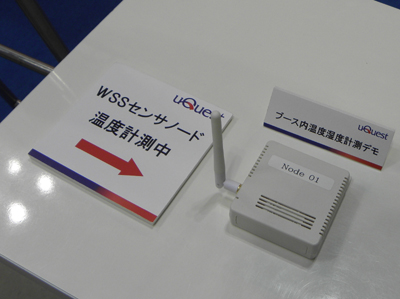 uQuest
WSSセンサノード
温度計測中
uQuest
ブース内温度湿度計測デモ
Node 01